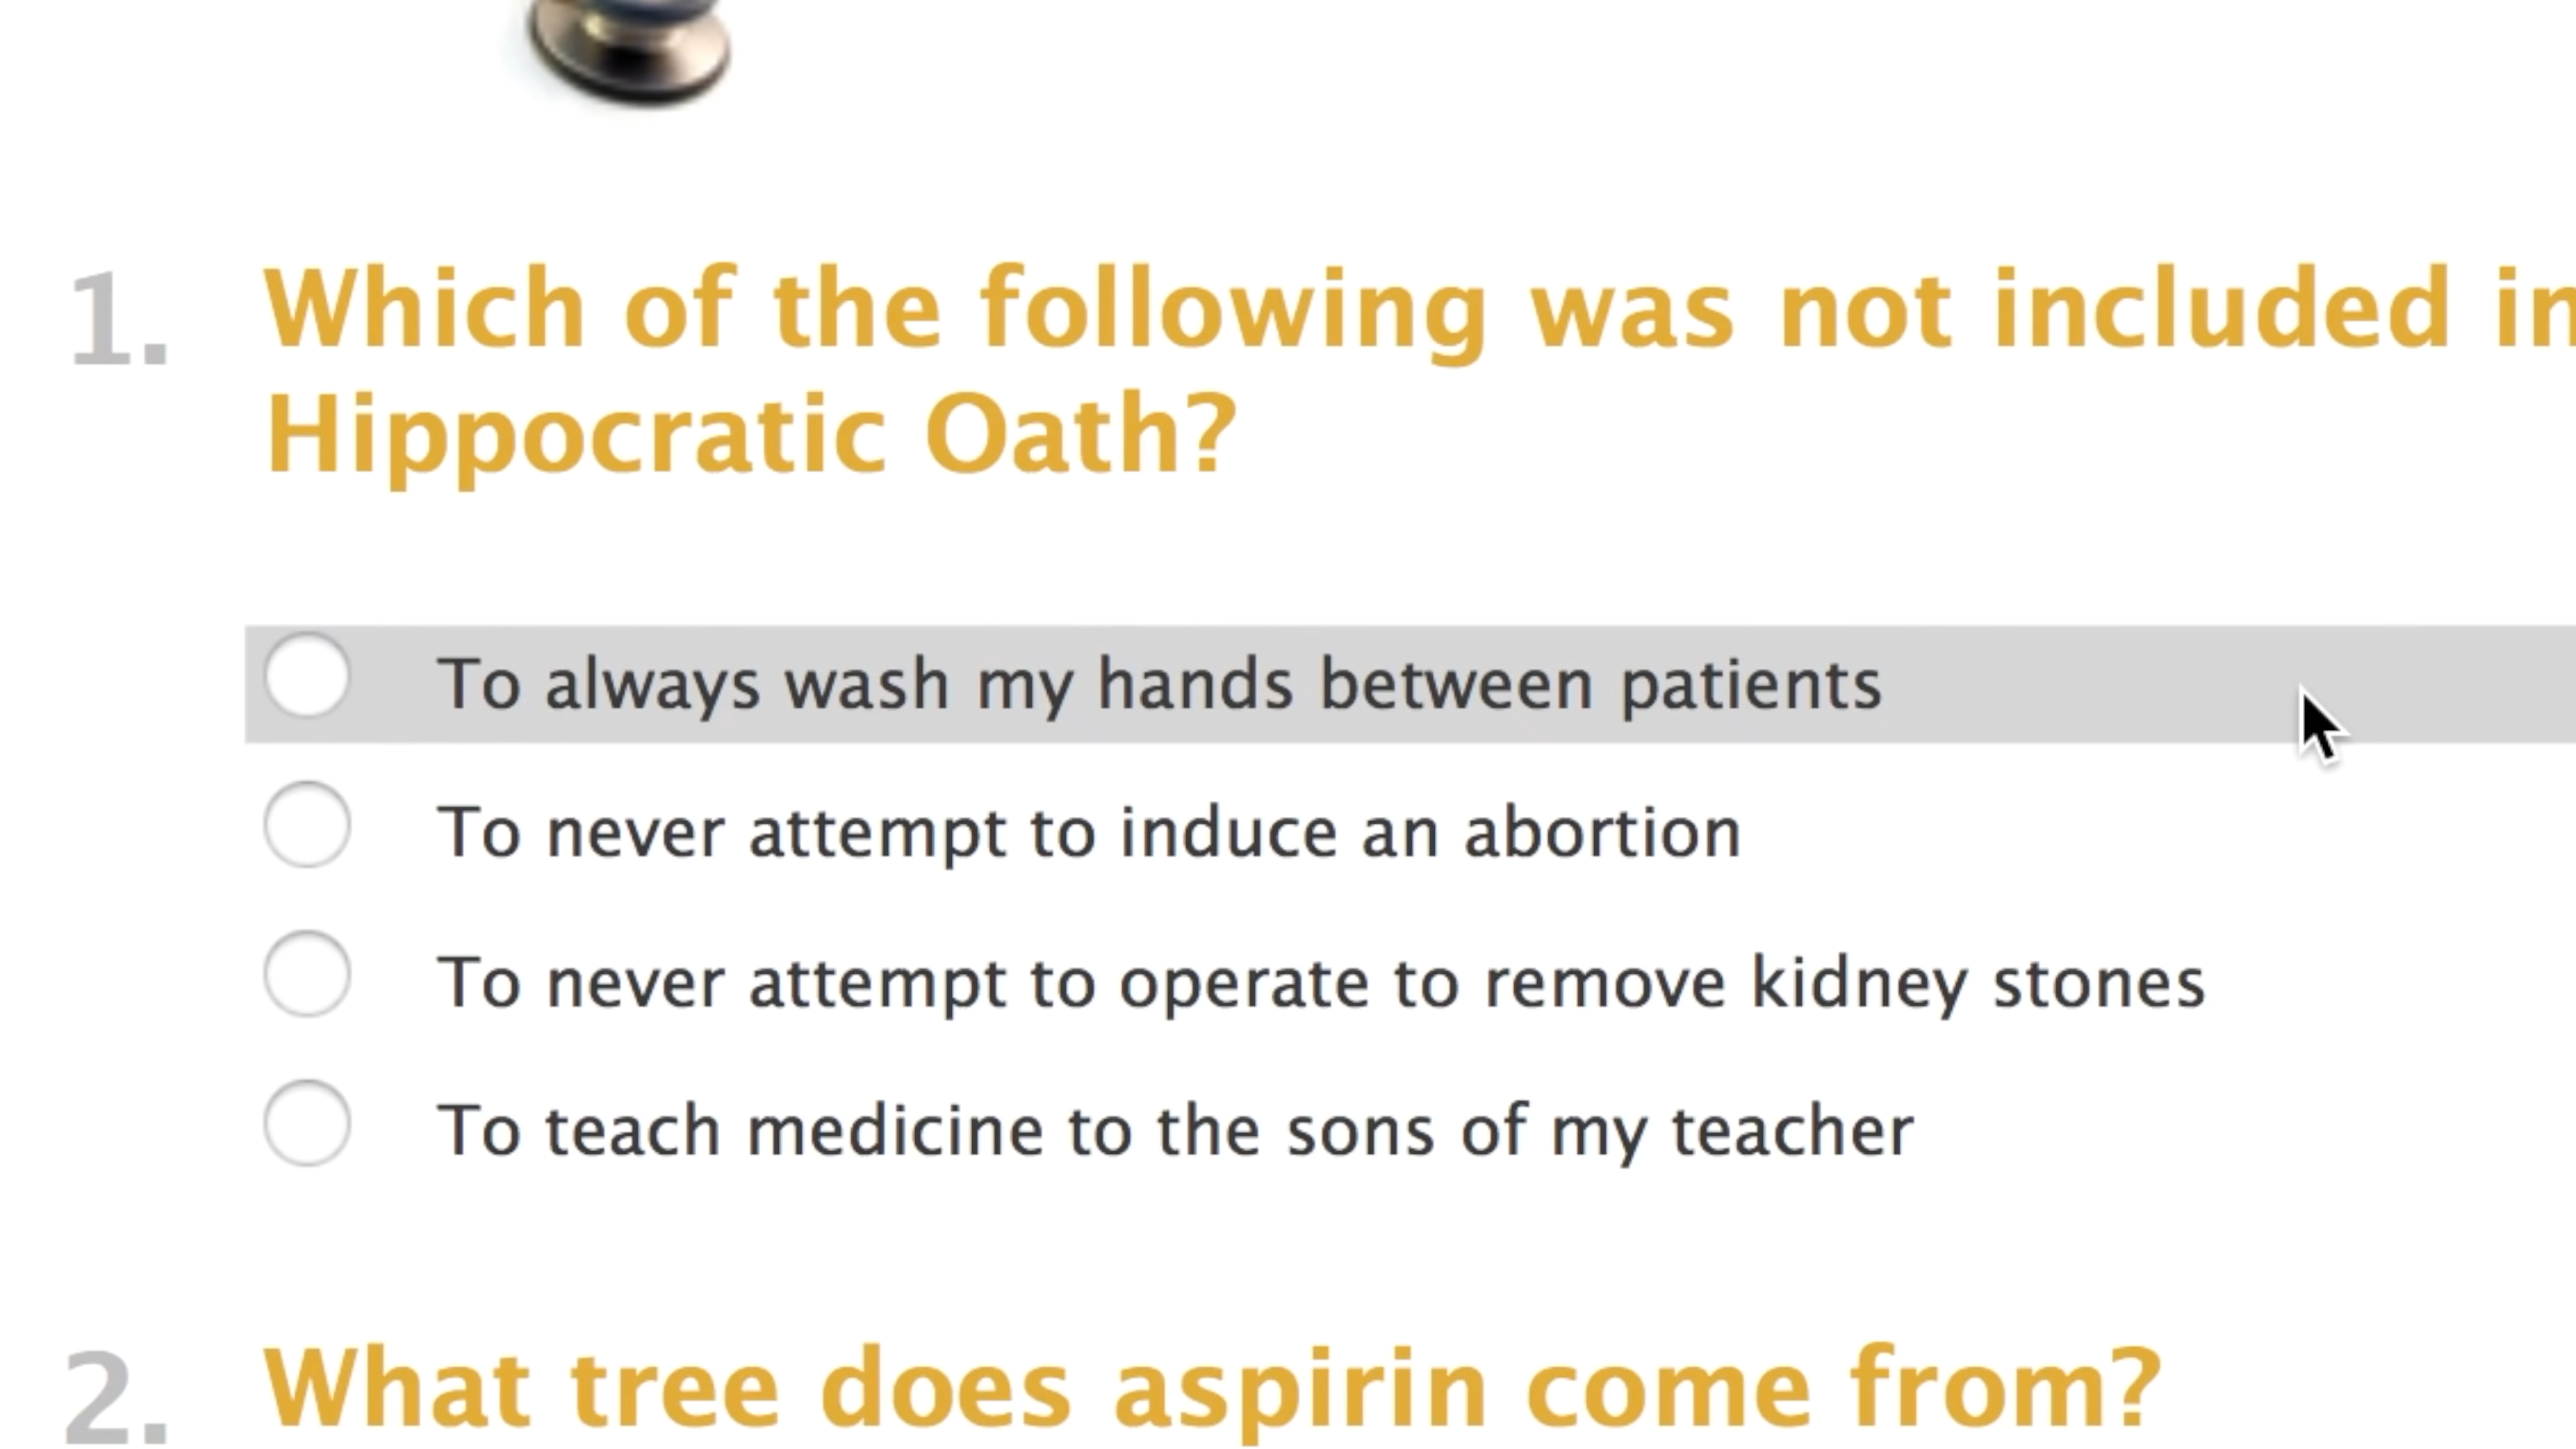 1. Which of the following was not included in
Hippocratic Oath?
To always wash my hands between patients
To never attempt to induce an abortion
To never attempt to operate to remove kidney stones
To teach medicine to the sons of my teacher
2. What tree does aspirin come from?